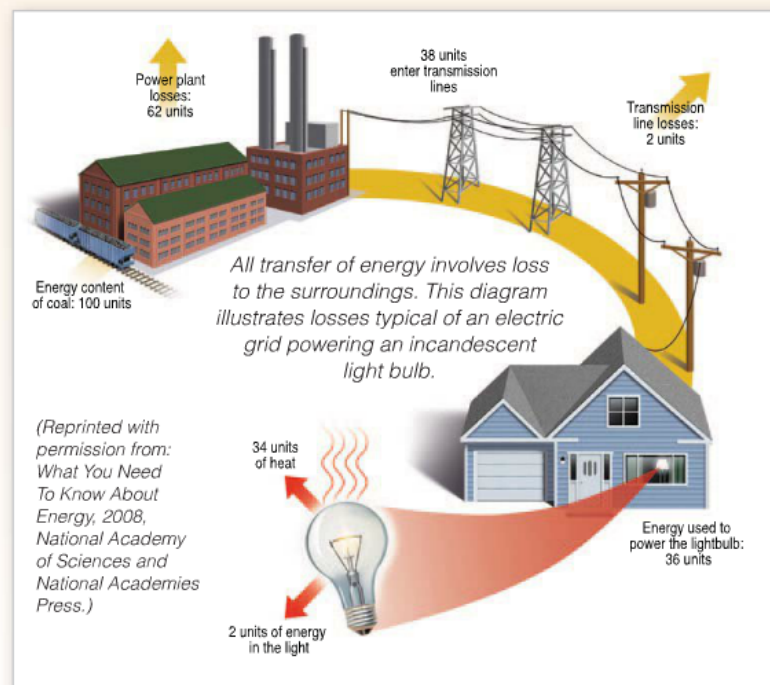 Power plant
losses:
62 units
38 units
enter transmission
lines
Transmission
line losses:
2 units
Energy content
of coal: 100 units
All transfer of energy involves loss
to the surroundings. This diagram
illustrates losses typical of an electric
grid powering an incandescent
light bulb.
(Reprinted with
permission from:
What You Need
To Know About
Energy, 2008,
National Academy
of Sciences and
National Academies
Press.)
34 units
of heat
2 units of energy
in the light
Energy used to
power the lightbulb:
36 units